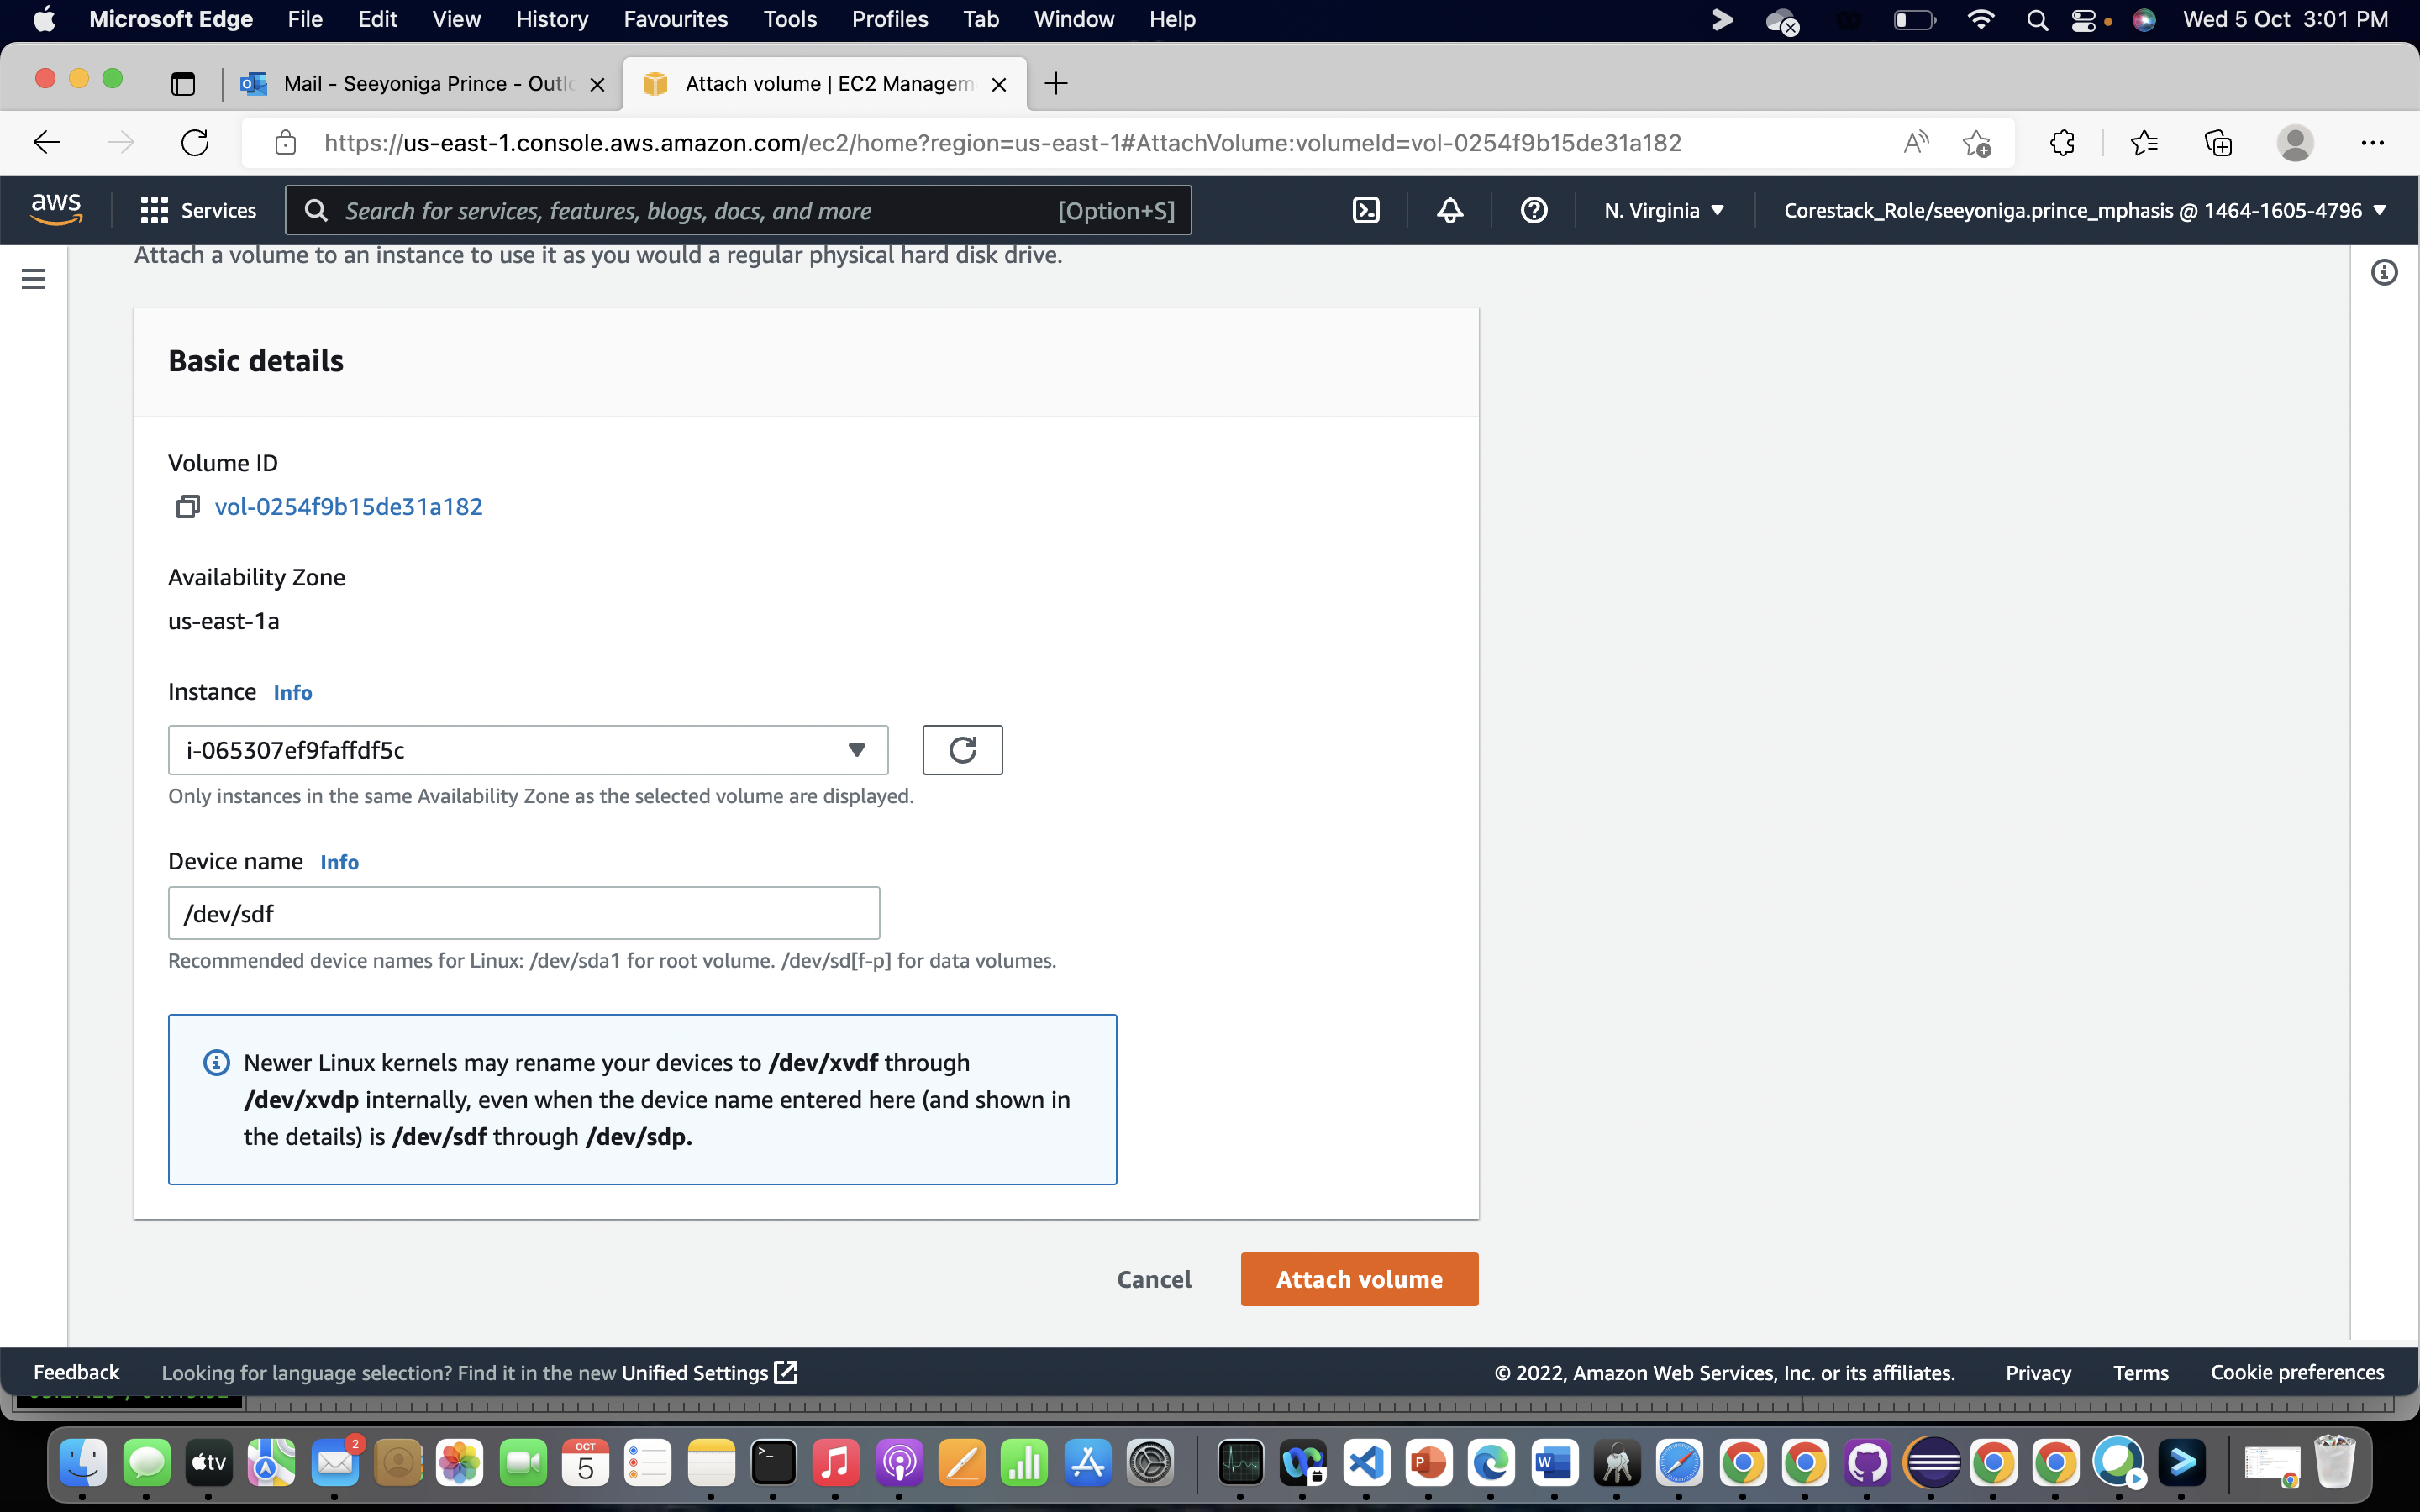 Microsoft Edge File Edit View History Favourites Tools Profiles Tab Window Help Wed 5 Oct 3:01 PM
Mail - Seeyoniga Prince - Outlo
Attach volume | EC2 Managem
https://us-east-1.console.aws.amazon.com/ec2/home?region=us-east-1#AttachVolume:volumeId=vol-0254f9b15de31a182
aws Services Search for services, features, blogs, docs, and more [Option+S] N. Virginia Corestack_Role/seeyoniga.prince_mphasis @ 1464-1605-4796
Attach a volume to an instance to use it as you would a regular physical hard disk drive.
Basic details
Volume ID
vol-0254f9b15de31a182
Availability Zone
us-east-1a
Instance Info
i-065307ef9faffdf5c
Only instances in the same Availability Zone as the selected volume are displayed.
Device name Info
/dev/sdf
Recommended device names for Linux: /dev/sda1 for root volume. /dev/sd[f-p] for data volumes.
Newer Linux kernels may rename your devices to /dev/xvdf through
/dev/xvdp internally, even when the device name entered here (and shown in
the details) is /dev/sdf through /dev/sdp.
Cancel Attach volume
Feedback Looking for language selection? Find it in the new Unified Settings © 2022, Amazon Web Services, Inc. or its affiliates. Privacy Terms Cookie preferences
tv 2 OCT 5